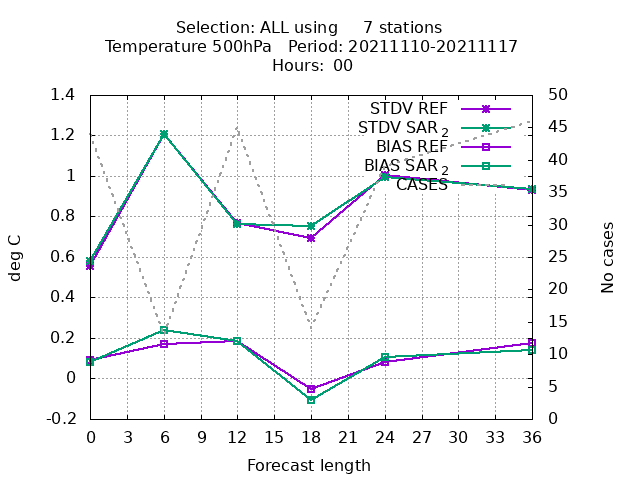 Selection: ALL using 7 stations
Temperature 500hPa Period: 20211110-20211117
Hours: 00
1.4
1.2
1
0.8
0.6
0.4
0.2
0
-0.2
deg C
50
45
40
35
30
25
20
15
10
5
0
No cases
STDV REF
STDV SAR 2
BIAS REF
BIAS SAR 2
CASES
0 3 6 9 12 15 18 21 24 27 30 33 36
Forecast length